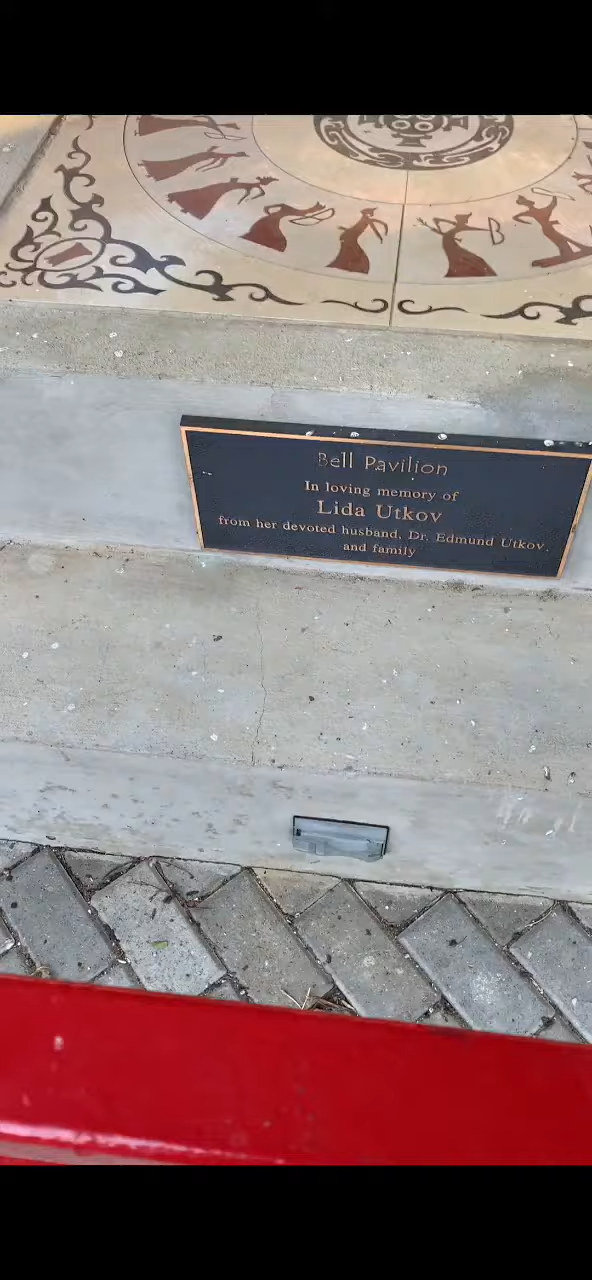 Bell Pavilion
In loving memory of
Lida Utkov
from her devoted husband, Dr. Edmund Utkov,
and family